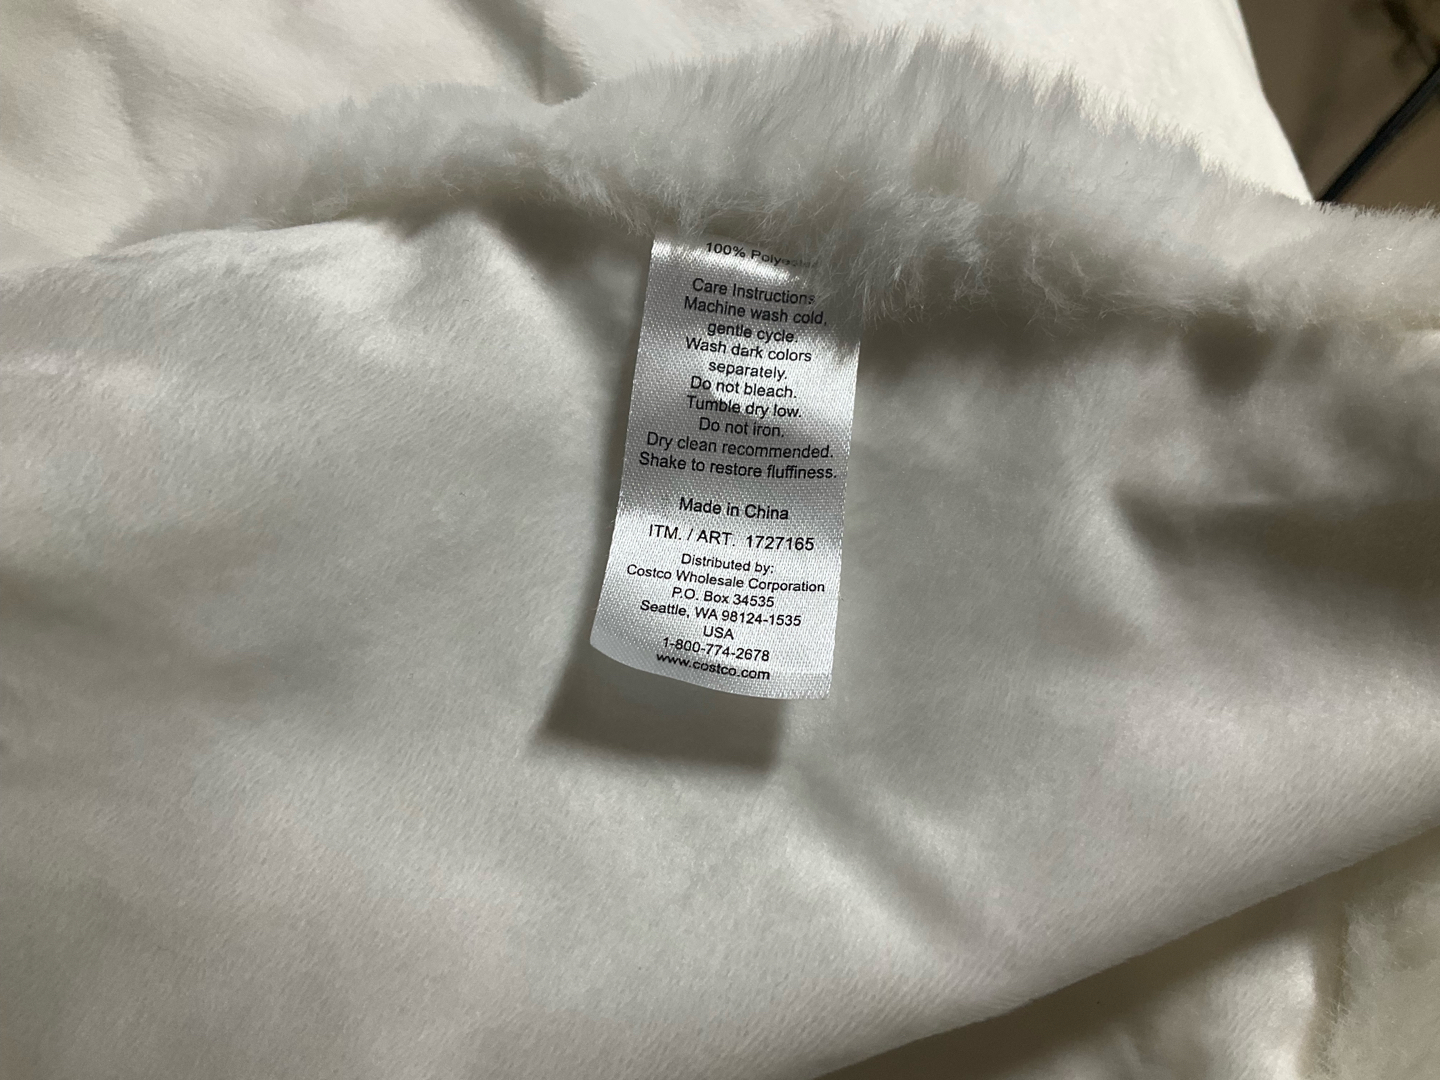 100% Polyester
Care Instructions
Machine wash cold,
gentle cycle.
Wash dark colors
separately.
Do not bleach.
Tumble dry low.
Do not iron.
Dry clean recommended.
Shake to restore fluffiness.
Made in China
ITM. / ART. 1727165
Distributed by:
Costco Wholesale Corporation
P.O. Box 34535
Seattle, WA 98124-1535
USA
1-800-774-2678
www.costco.com